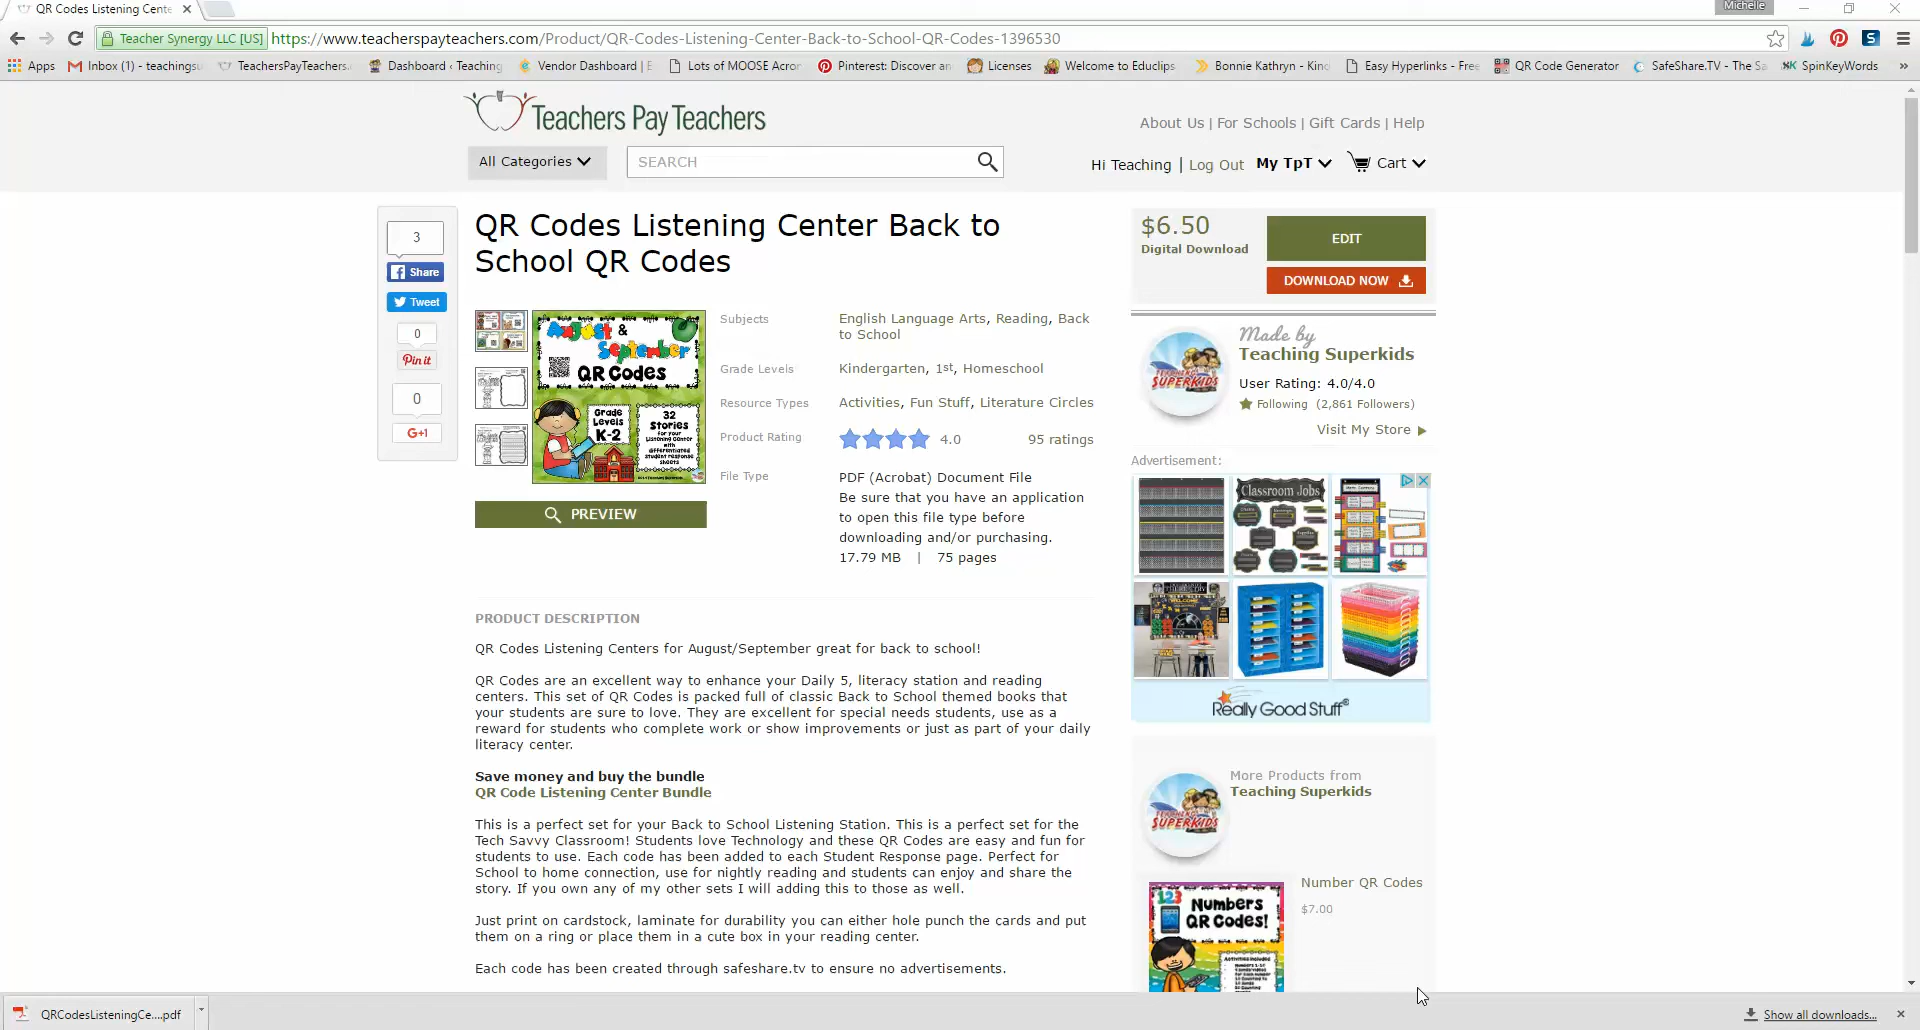 QR Codes Listening Cente
Michelle
Teacher Synergy LLC [US]
https://www.teacherspayteachers.com/Product/QR-Codes-Listening-Center-Back-to-School-QR-Codes-1396530
Apps
Inbox (1) - teachingsu
TeachersPayTeachers.
Dashboard ‹ Teaching
Vendor Dashboard | E
Lots of MOOSE Acron
Pinterest: Discover an
Licenses
Welcome to Educlips
Bonnie Kathryn - Kind
Easy Hyperlinks - Free
QR Code Generator
SafeShare.TV - The Sa
SpinKeyWords
»
Teachers Pay Teachers
About Us | For Schools | Gift Cards | Help
All Categories
SEARCH
Hi Teaching | Log Out
My TpT
Cart
3
Share
Tweet
0
Pin it
0
G+1
QR Codes Listening Center Back to
School QR Codes
August &
September
QR Codes
Grade
Levels
K-2
32
Stories
for your
Listening Center
with
differentiated
Student response
sheets
PREVIEW
Subjects
English Language Arts, Reading, Back
to School
Grade Levels
Kindergarten, 1st, Homeschool
Resource Types
Activities, Fun Stuff, Literature Circles
Product Rating
4.0
95 ratings
File Type
PDF (Acrobat) Document File
Be sure that you have an application
to open this file type before
downloading and/or purchasing.
17.79 MB | 75 pages
PRODUCT DESCRIPTION
QR Codes Listening Centers for August/September great for back to school!
QR Codes are an excellent way to enhance your Daily 5, literacy station and reading
centers. This set of QR Codes is packed full of classic Back to School themed books that
your students are sure to love. They are excellent for special needs students, use as a
reward for students who complete work or show improvements or just as part of your daily
literacy center.
Save money and buy the bundle
QR Code Listening Center Bundle
This is a perfect set for your Back to School Listening Station. This is a perfect set for the
Tech Savvy Classroom! Students love Technology and these QR Codes are easy and fun for
students to use. Each code has been added to each Student Response page. Perfect for
School to home connection, use for nightly reading and students can enjoy and share the
story. If you own any of my other sets I will adding this to those as well.
Just print on cardstock, laminate for durability you can either hole punch the cards and put
them on a ring or place them in a cute box in your reading center.
Each code has been created through safeshare.tv to ensure no advertisements.
$6.50
Digital Download
EDIT
DOWNLOAD NOW
Made by
Teaching Superkids
User Rating: 4.0/4.0
Following (2,861 Followers)
Visit My Store
TEACHING
SUPERKIDS
Advertisement:
Classroom Jobs
WELCOME
Really Good Stuff®
More Products from
Teaching Superkids
TEACHING
SUPERKIDS
Number QR Codes
$7.00
123
Numbers
QR Codes!
Activities Included
QRCodesListeningCe....pdf
Show all downloads...